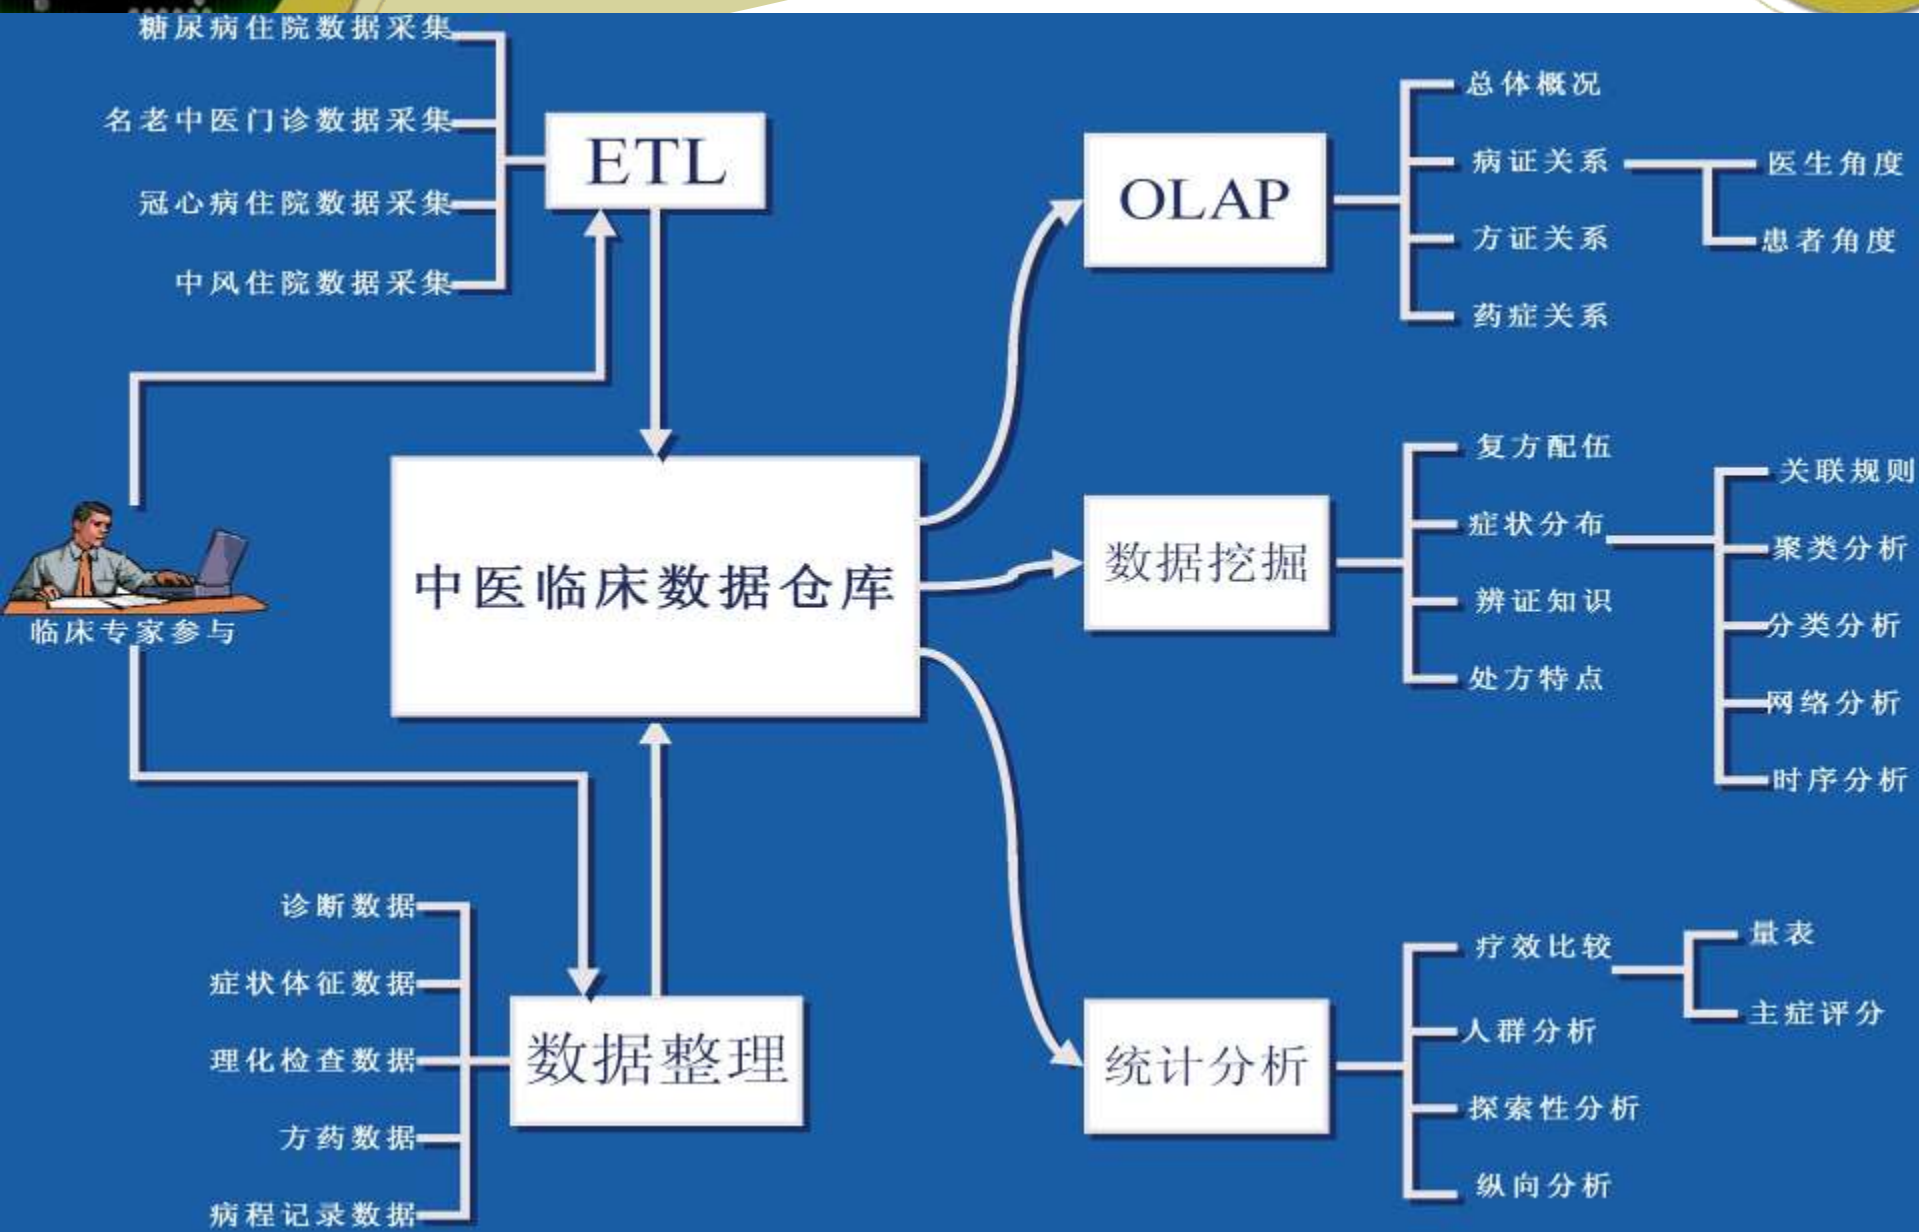 糖尿病住院数据采集
名老中医门诊数据采集
冠心病住院数据采集
中风住院数据采集
ETL
临床专家参与
中医临床数据仓库
诊断数据
症状体征数据
理化检查数据
方药数据
病程记录数据
数据整理
OLAP
总体概况
病证关系
方证关系
药症关系
医生角度
患者角度
数据挖掘
复方配伍
症状分布
辨证知识
处方特点
关联规则
聚类分析
分类分析
网络分析
时序分析
统计分析
疗效比较
人群分析
探索性分析
纵向分析
量表
主症评分